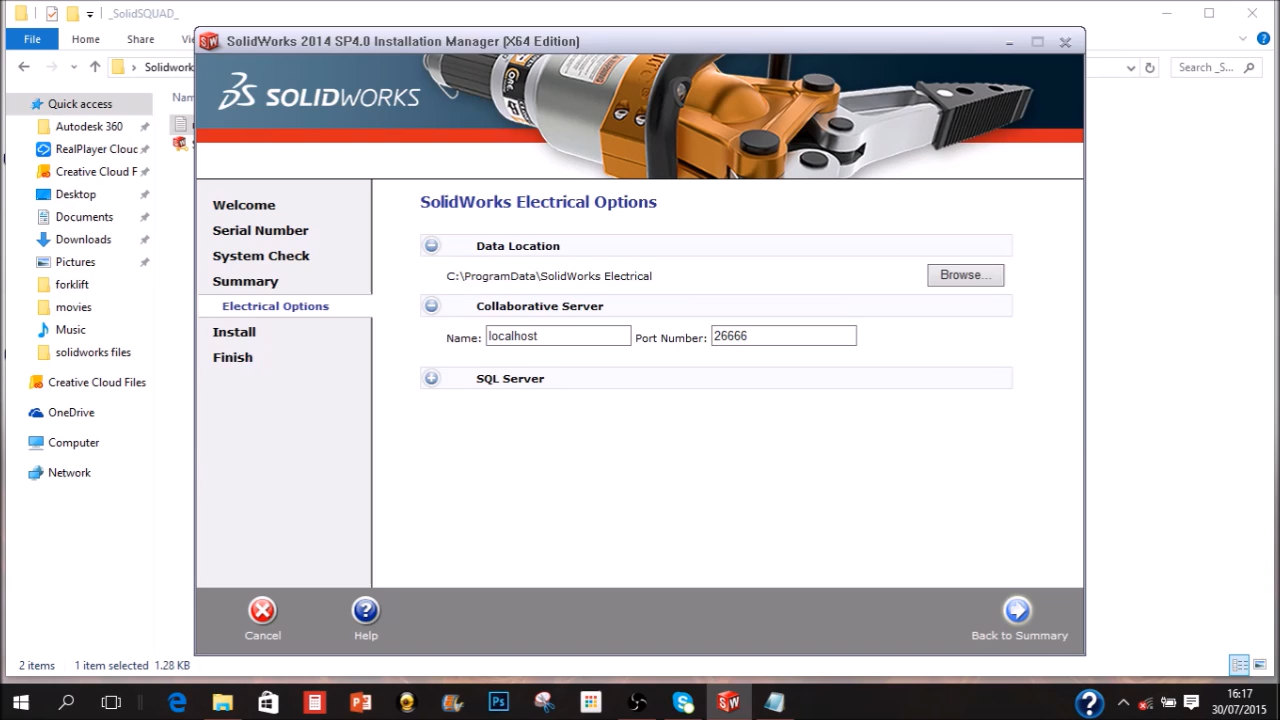 _SolidSQUAD_
File
Home
Share
Solidwork
Search _S...
SolidWorks 2014 SP4.0 Installation Manager (X64 Edition)
SOLIDWORKS
Quick access
Autodesk 360
RealPlayer Clouc
Creative Cloud F
Desktop
Documents
Downloads
Pictures
forklift
movies
Music
solidworks files
Creative Cloud Files
OneDrive
Computer
Network
Nam
Welcome
Serial Number
System Check
Summary
Electrical Options
Install
Finish
SolidWorks Electrical Options
Data Location
C:\ProgramData\SolidWorks Electrical
Browse...
Collaborative Server
Name: localhost Port Number: 26666
SQL Server
Cancel
Help
Back to Summary
2 items 1 item selected 1.28 KB
16:17
30/07/2015